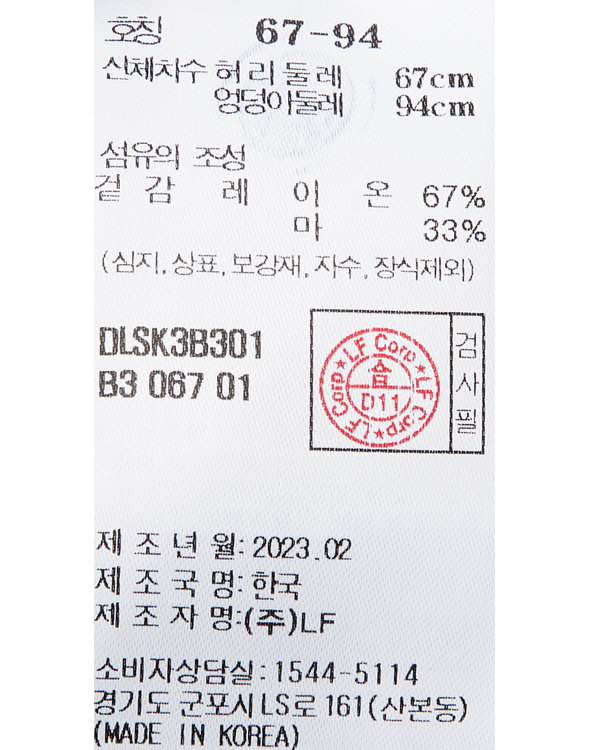 호칭 67-94
신체치수 허리둘레 67cm
엉덩이둘레 94cm
섬유의 조성
겉감 레이온 67%
마 33%
(심지, 상표, 보강재, 자수, 장식제외)
DLSK3B301
B3 067 01
LF Corp★LF Corp★LF Corp★
合
D11
검사필
제조년월: 2023.02
제조국명: 한국
제조자명:(주)LF
소비자상담실: 1544-5114
경기도 군포시 LS로 161(산본동)
(MADE IN KOREA)